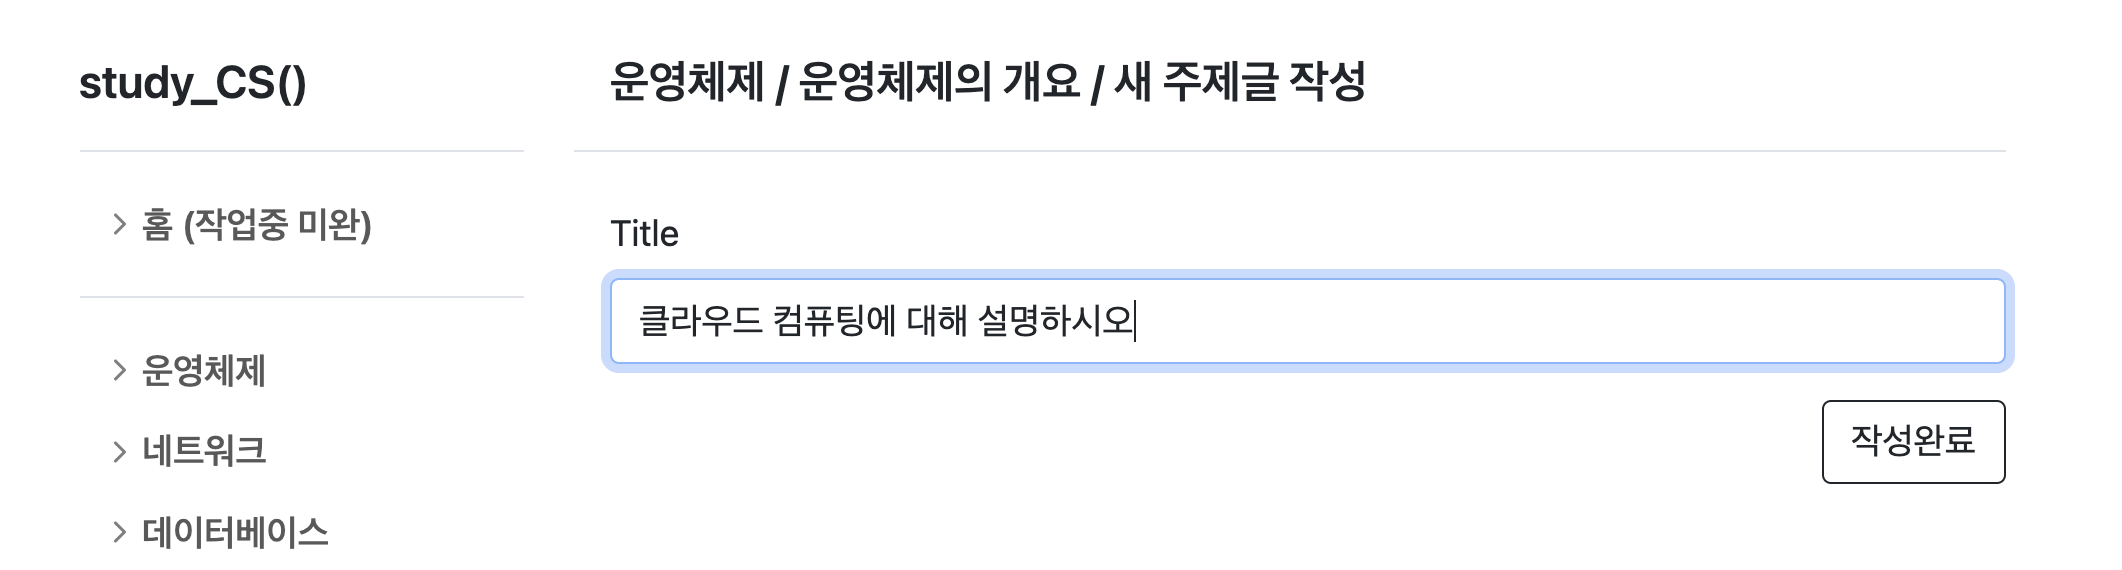 study_CS()
홈 (작업중 미완)
운영체제
네트워크
데이터베이스
운영체제 / 운영체제의 개요 / 새 주제글 작성
Title
클라우드 컴퓨팅에 대해 설명하시오
작성완료